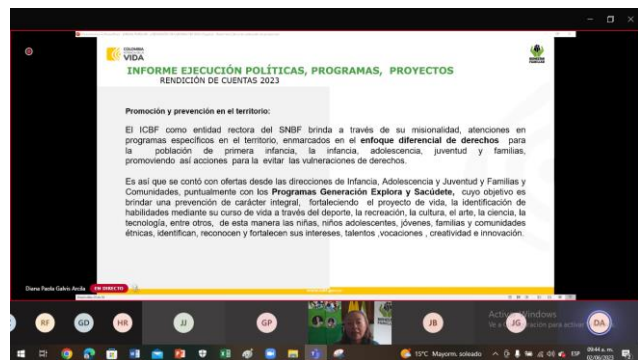 COLOMBIA
VIDA
BIENESTAR
FAMILIAR
INFORME EJECUCIÓN POLÍTICAS, PROGRAMAS, PROYECTOS
RENDICIÓN DE CUENTAS 2023
Promoción y prevención en el territorio:
El ICBF como entidad rectora del SNBF brinda a través de su misionalidad, atenciones en
programas específicos en el territorio, enmarcados en el enfoque diferencial de derechos para
la población de primera infancia, la infancia, adolescencia, juventud y familias,
promoviendo así acciones para la evitar las vulneraciones de derechos.
Es así que se contó con ofertas desde las direcciones de Infancia, Adolescencia y Juventud y Familias y
Comunidades, puntualmente con los Programas Generación Explora y Sacúdete, cuyo objetivo es
brindar una prevención de carácter integral, fortaleciendo el proyecto de vida, la identificación de
habilidades mediante su curso de vida a través del deporte, la recreación, la cultura, el arte, la ciencia, la
tecnología, entre otros, de esta manera las niñas, niños adolescentes, jóvenes, familias y comunidades
étnicas, identifican, reconocen y fortalecen sus intereses, talentos ,vocaciones , creatividad e innovación.
Diana Paola Galvis Arcila EN DIRECTO
RF GD HR JJ GP JB JG DA
Activar Windows
15°C Mayorm. soleado ESP 09:44 a. m.
02/06/2023